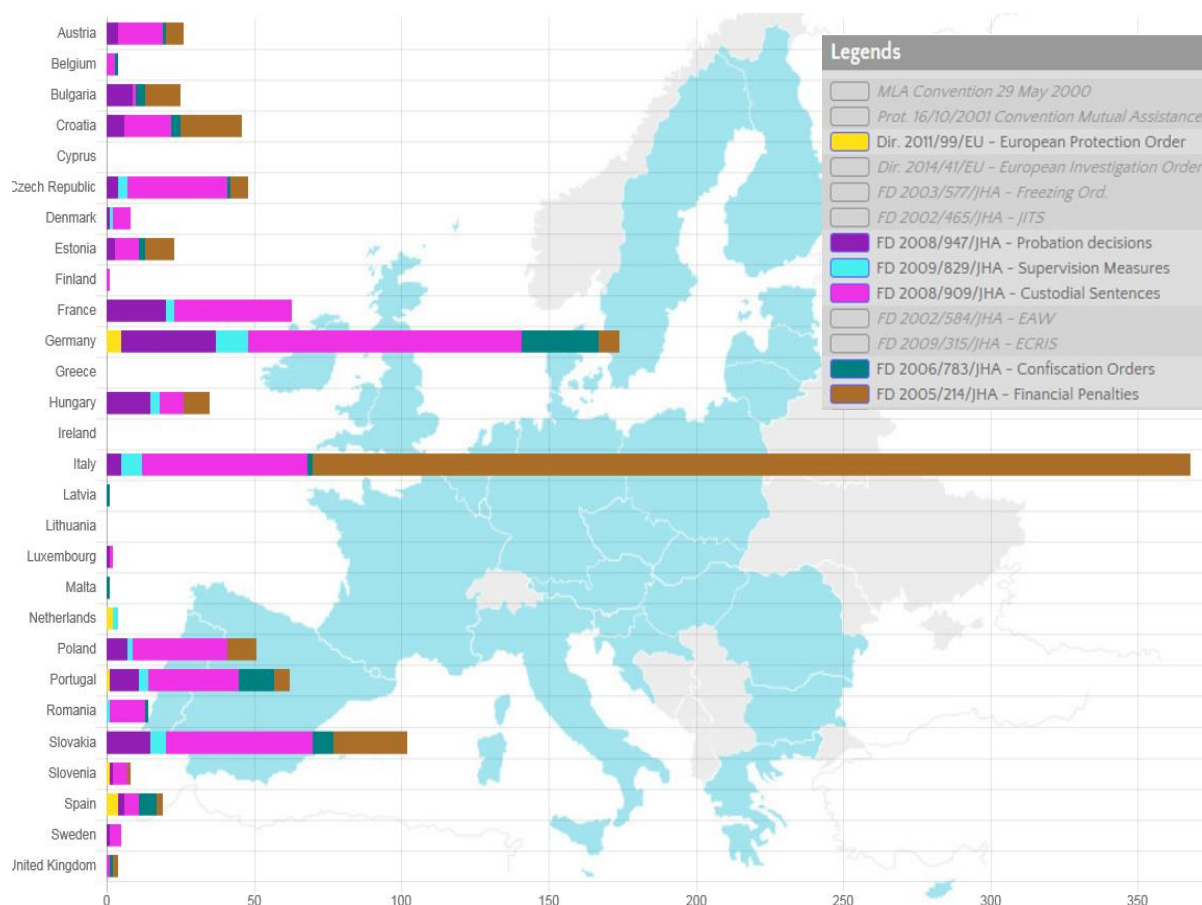 Austria
Belgium
Bulgaria
Croatia
Cyprus
Czech Republic
Denmark
Estonia
Finland
France
Germany
Greece
Hungary
Ireland
Italy
Latvia
Lithuania
Luxembourg
Malta
Netherlands
Poland
Portugal
Romania
Slovakia
Slovenia
Spain
Sweden
United Kingdom
0 50 100 150 200 250 300 350
Legends
MLA Convention 29 May 2000
Prot. 16/10/2001 Convention Mutual Assistance
Dir. 2011/99/EU - European Protection Order
Dir. 2014/41/EU - European Investigation Order
FD 2003/577/JHA - Freezing Ord.
FD 2002/465/JHA - JITS
FD 2008/947/JHA - Probation decisions
FD 2009/829/JHA - Supervision Measures
FD 2008/909/JHA - Custodial Sentences
FD 2002/584/JHA - EAW
FD 2009/315/JHA - ECRIS
FD 2006/783/JHA - Confiscation Orders
FD 2005/214/JHA - Financial Penalties